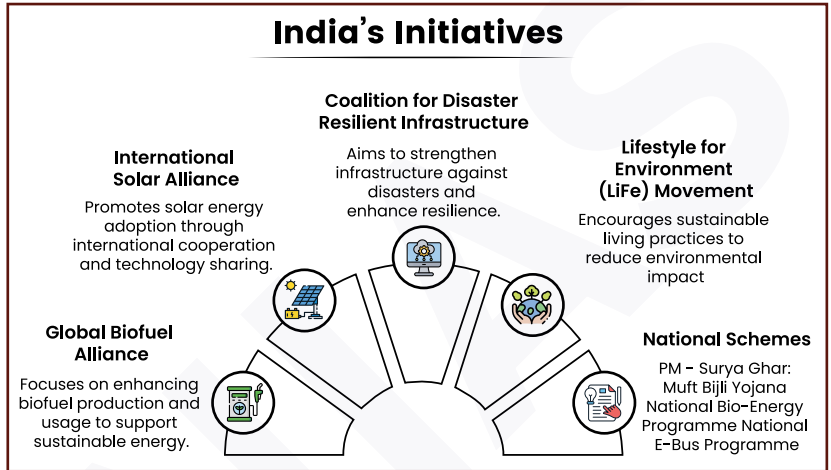 India's Initiatives
Coalition for Disaster
Resilient Infrastructure
Aims to strengthen
infrastructure against
disasters and
enhance resilience.
International
Solar Alliance
Promotes solar energy
adoption through
international cooperation
and technology sharing.
Lifestyle for
Environment
(LiFe) Movement
Encourages sustainable
living practices to
reduce environmental
impact
Global Biofuel
Alliance
Focuses on enhancing
biofuel production and
usage to support
sustainable energy.
National Schemes
PM - Surya Ghar:
Muft Bijli Yojana
National Bio-Energy
Programme National
E-Bus Programme